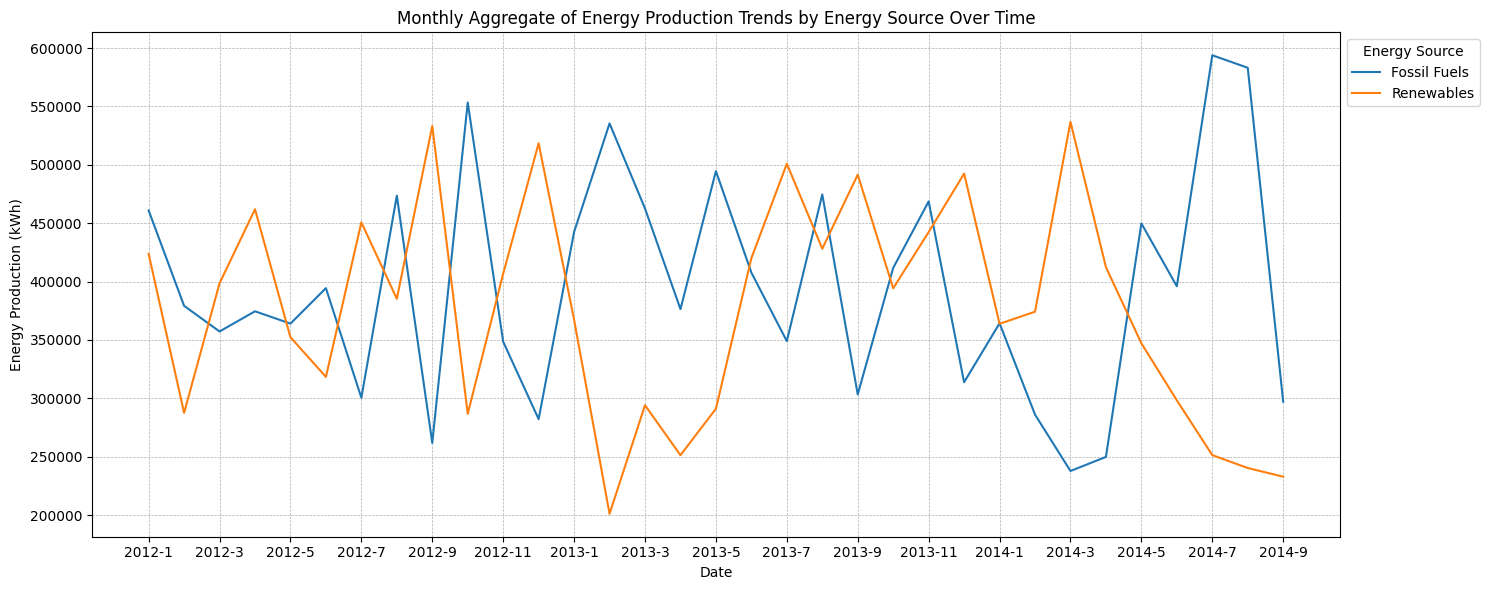 Monthly Aggregate of Energy Production Trends by Energy Source Over Time
Energy Source
Fossil Fuels
Renewables
Energy Production (kWh)
600000
550000
500000
450000
400000
350000
300000
250000
200000
2012-1 2012-3 2012-5 2012-7 2012-9 2012-11 2013-1 2013-3 2013-5 2013-7 2013-9 2013-11 2014-1 2014-3 2014-5 2014-7 2014-9
Date